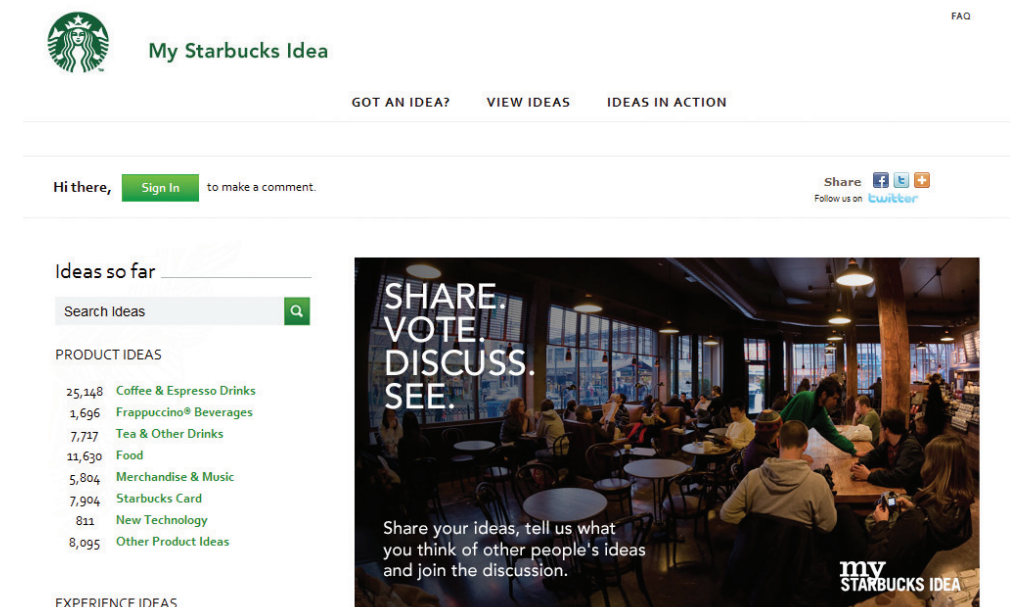 FAQ
My Starbucks Idea
GOT AN IDEA? VIEW IDEAS IDEAS IN ACTION
Hi there, Sign In to make a comment.
Share
Follow us on twitter
Ideas so far
Search Ideas
PRODUCT IDEAS
25,148 Coffee & Espresso Drinks
1,696 Frappuccino® Beverages
7,717 Tea & Other Drinks
11,630 Food
5,804 Merchandise & Music
7,904 Starbucks Card
811 New Technology
8,095 Other Product Ideas
EXPERIENCE IDEAS
SHARE.
VOTE.
DISCUSS.
SEE.
Share your ideas, tell us what
you think of other people's ideas
and join the discussion.
my
STARBUCKS IDEA